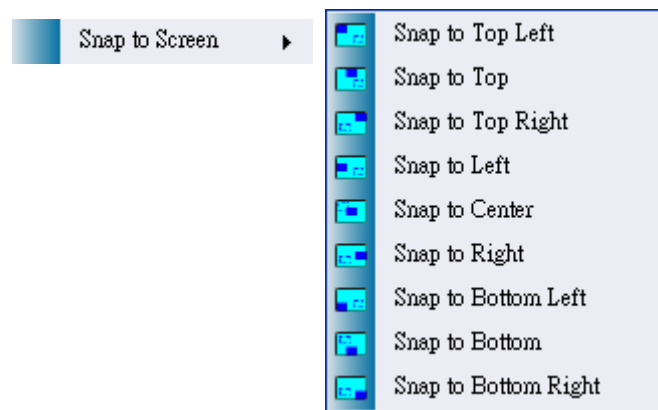 Snap to Screen
Snap to Top Left
Snap to Top
Snap to Top Right
Snap to Left
Snap to Center
Snap to Right
Snap to Bottom Left
Snap to Bottom
Snap to Bottom Right